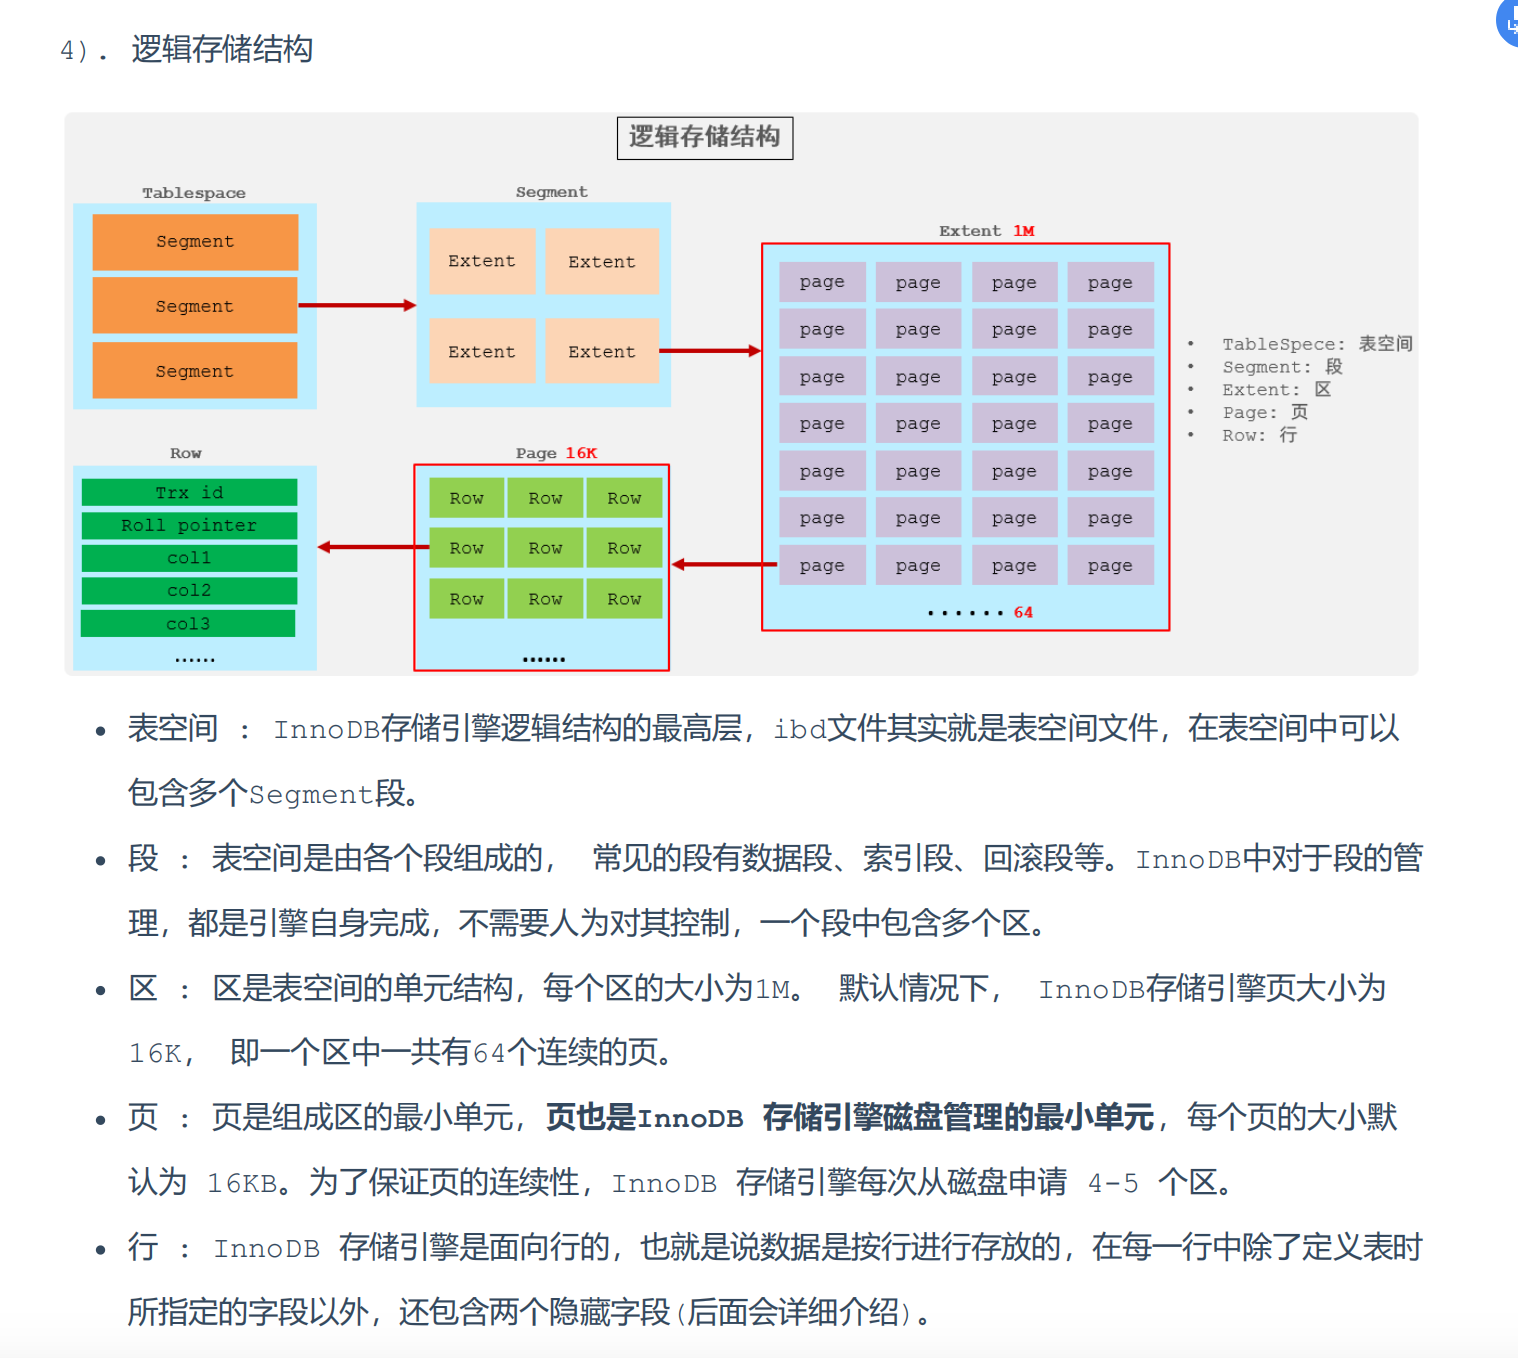 4). 逻辑存储结构
逻辑存储结构
Tablespace
Segment
Segment
Segment
Segment
Extent Extent
Extent Extent
Extent 1M
page page page page
page page page page
page page page page
page page page page
page page page page
page page page page
page page page page
...... 64
• TableSpece: 表空间
• Segment: 段
• Extent: 区
• Page: 页
• Row: 行
Row
Trx id
Roll pointer
col1
col2
col3
......
Page 16K
Row Row Row
Row Row Row
Row Row Row
......
• 表空间 : InnoDB存储引擎逻辑结构的最高层，ibd文件其实就是表空间文件，在表空间中可以
包含多个Segment段。
• 段 : 表空间是由各个段组成的， 常见的段有数据段、索引段、回滚段等。InnoDB中对于段的管
理，都是引擎自身完成，不需要人为对其控制，一个段中包含多个区。
• 区 : 区是表空间的单元结构，每个区的大小为1M。 默认情况下， InnoDB存储引擎页大小为
16K， 即一个区中一共有64个连续的页。
• 页 : 页是组成区的最小单元，页也是InnoDB 存储引擎磁盘管理的最小单元，每个页的大小默
认为 16KB。为了保证页的连续性，InnoDB 存储引擎每次从磁盘申请 4-5 个区。
• 行 : InnoDB 存储引擎是面向行的，也就是说数据是按行进行存放的，在每一行中除了定义表时
所指定的字段以外，还包含两个隐藏字段(后面会详细介绍)。